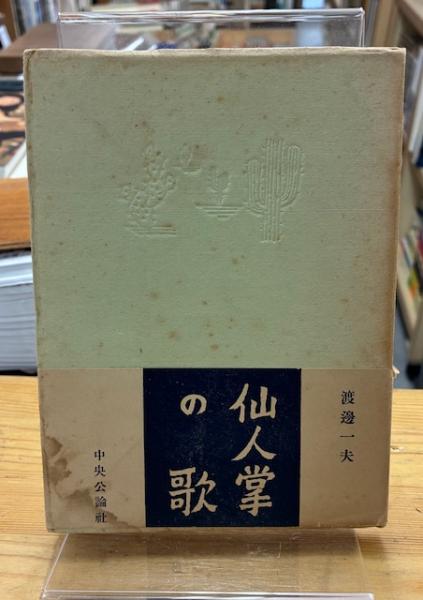 渡邊一夫
仙人掌
の歌
中央公論社